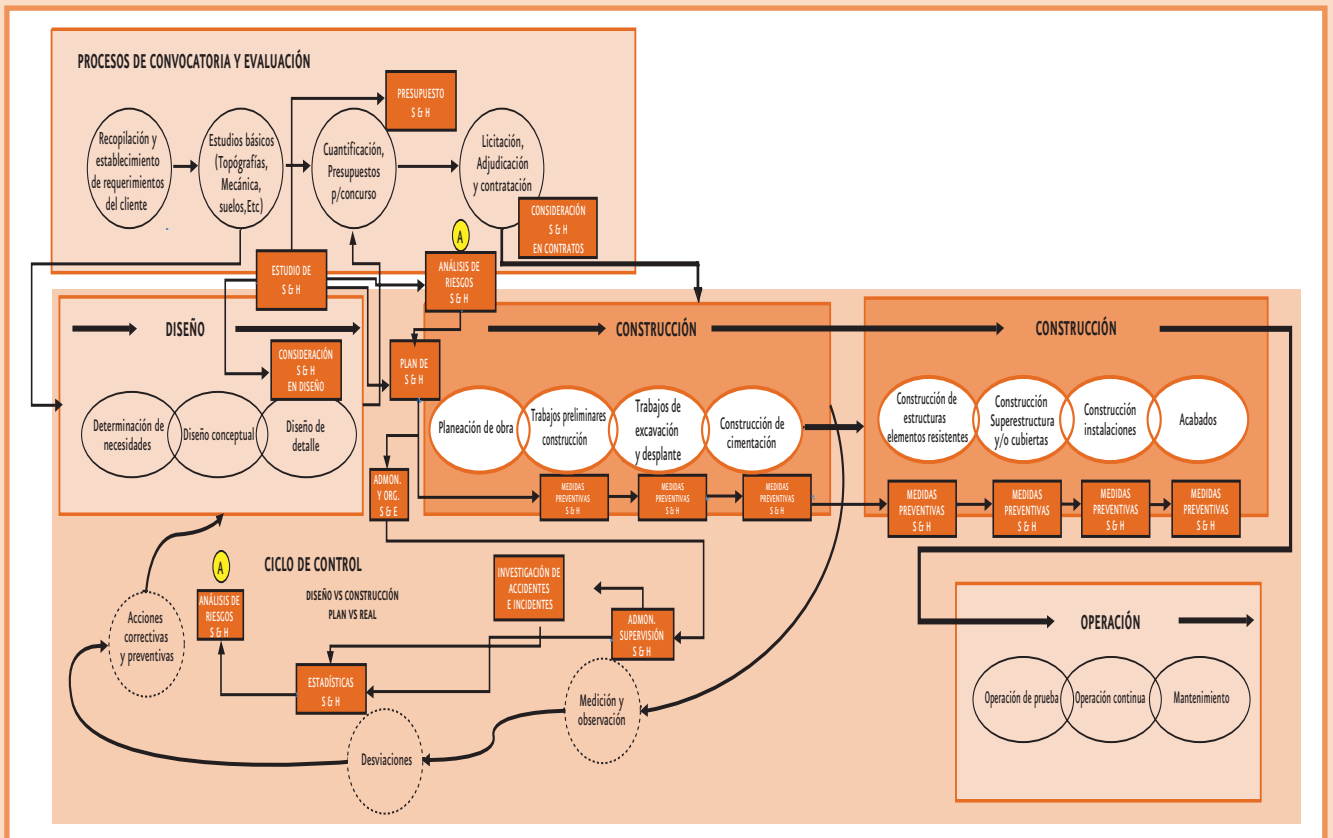 PROCESOS DE CONVOCATORIA Y EVALUACIÓN
PRESUPUESTO
S & H
Recopilación y
establecimiento
de requerimientos
del cliente
Estudios básicos
(Topógrafías,
Mecánica,
suelos,Etc)
Cuantificación,
Presupuestos
p/concurso
Licitación,
Adjudicación
y contratación
CONSIDERACIÓN
S & H
EN CONTRATOS
A
ESTUDIO DE
S & H
ANÁLISIS DE
RIESGOS
S & H
DISEÑO
CONSIDERACIÓN
S & H
EN DISEÑO
PLAN DE
S & H
Determinación de
necesidades
Diseño conceptual
Diseño de
detalle
ADMON.
Y ORG.
S & E
CONSTRUCCIÓN
Planeación de obra
Trabajos preliminares
construcción
Trabajos de
excavación
y desplante
Construcción de
cimentación
MEDIDAS
PREVENTIVAS
S & H
MEDIDAS
PREVENTIVAS
S & H
MEDIDAS
PREVENTIVAS
S & H
CONSTRUCCIÓN
Construcción de
estructuras
elementos resistentes
Construcción
Superestructura
y/o cubiertas
Construcción
instalaciones
Acabados
MEDIDAS
PREVENTIVAS
S & H
MEDIDAS
PREVENTIVAS
S & H
MEDIDAS
PREVENTIVAS
S & H
MEDIDAS
PREVENTIVAS
S & H
CICLO DE CONTROL
DISEÑO VS CONSTRUCCIÓN
PLAN VS REAL
A
ANÁLISIS DE
RIESGOS
S & H
Acciones
correctivas
y preventivas
INVESTIGACIÓN DE
ACCIDENTES
E INCIDENTES
ADMON.
SUPERVISIÓN
S & H
ESTADÍSTICAS
S & H
Medición y
observación
Desviaciones
OPERACIÓN
Operación de prueba
Operación continua
Mantenimiento